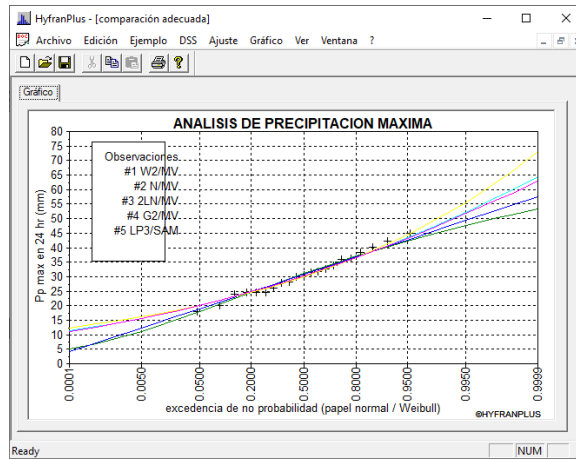 HyfranPlus - [comparación adecuada]
Archivo Edición Ejemplo DSS Ajuste Gráfico Ver Ventana ?
Gráfico
ANALISIS DE PRECIPITACION MAXIMA
Observaciones
#1 W2/MV
#2 N/MV
#3 2LN/MV
#4 G2/MV
#5 LP3/SAM
Pp max en 24 hr (mm)
80
75
70
65
60
55
50
45
40
35
30
25
20
15
10
5
0
0.0001 0.0050 0.0500 0.2000 0.5000 0.8000 0.9500 0.9950 0.9999
excedencia de no probabilidad (papel normal / Weibull)
©HYFRANPLUS
Ready
NUM